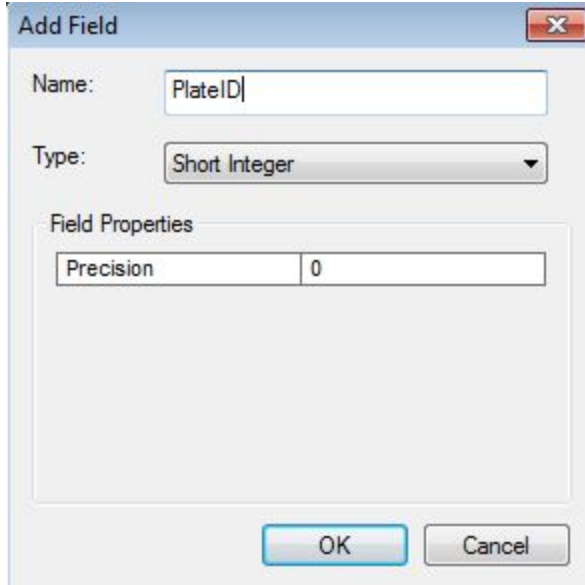 Add Field
Name: PlateID
Type: Short Integer
Field Properties
Precision 0
OK Cancel